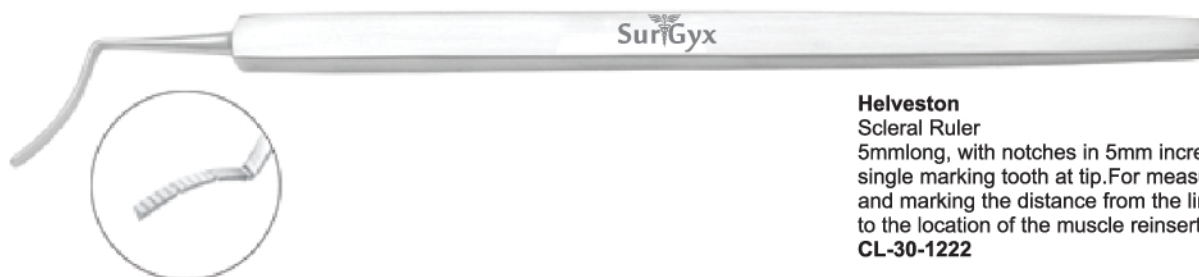 SurGyx
Helveston
Scleral Ruler
5mmlong, with notches in 5mm incre
single marking tooth at tip.For meas
and marking the distance from the li
to the location of the muscle reinsert
CL-30-1222